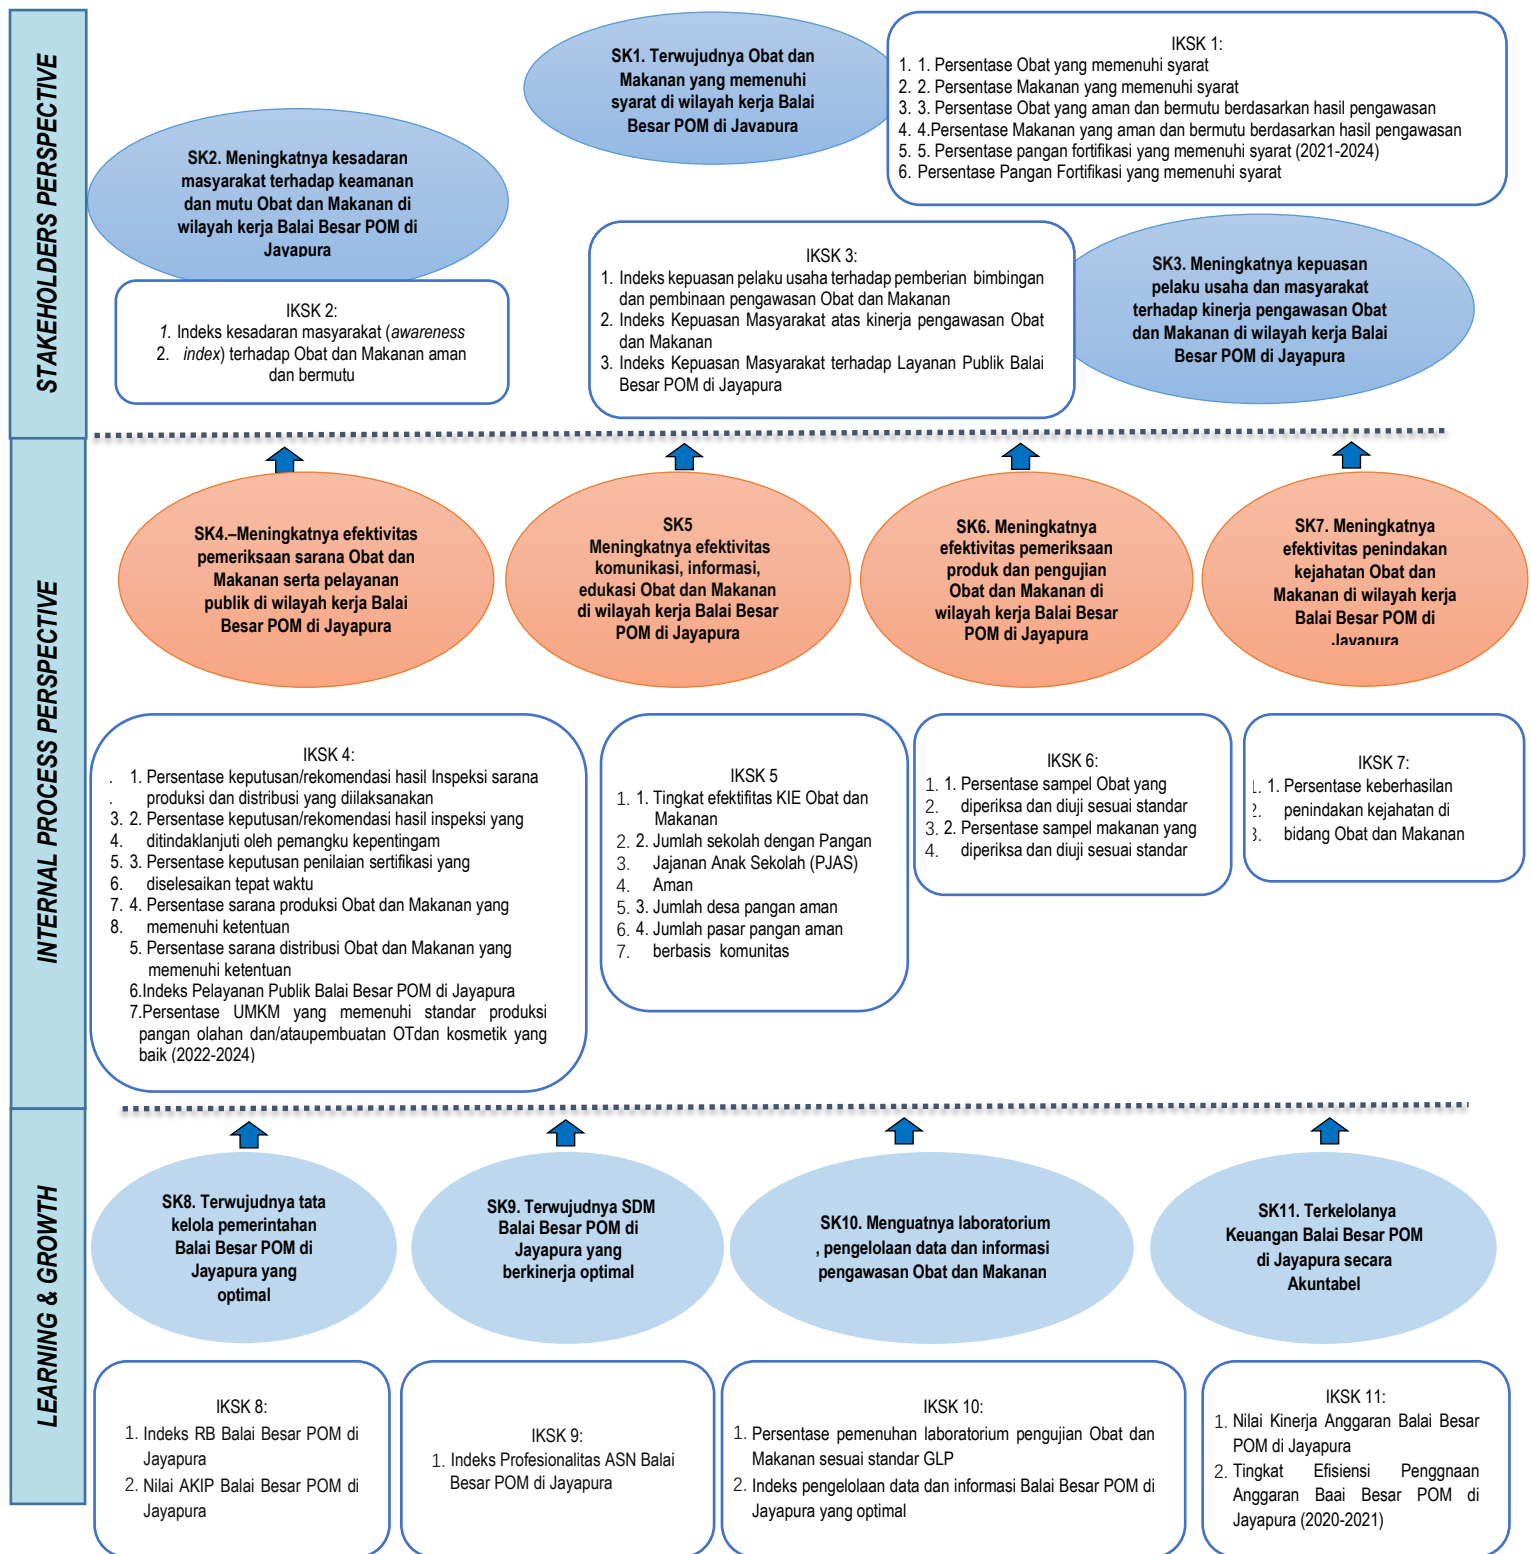 STAKEHOLDERS PERSPECTIVE
SK1. Terwujudnya Obat dan
Makanan yang memenuhi
syarat di wilayah kerja Balai
Besar POM di Jayapura
IKSK 1:
1. 1. Persentase Obat yang memenuhi syarat
2. 2. Persentase Makanan yang memenuhi syarat
3. 3. Persentase Obat yang aman dan bermutu berdasarkan hasil pengawasan
4. 4.Persentase Makanan yang aman dan bermutu berdasarkan hasil pengawasan
5. 5. Persentase pangan fortifikasi yang memenuhi syarat (2021-2024)
6. Persentase Pangan Fortifikasi yang memenuhi syarat
SK2. Meningkatnya kesadaran
masyarakat terhadap keamanan
dan mutu Obat dan Makanan di
wilayah kerja Balai Besar POM di
Jayapura
IKSK 2:
1. Indeks kesadaran masyarakat (awareness
2. index) terhadap Obat dan Makanan aman
dan bermutu
IKSK 3:
1. Indeks kepuasan pelaku usaha terhadap pemberian bimbingan
dan pembinaan pengawasan Obat dan Makanan
2. Indeks Kepuasan Masyarakat atas kinerja pengawasan Obat
dan Makanan
3. Indeks Kepuasan Masyarakat terhadap Layanan Publik Balai
Besar POM di Jayapura
SK3. Meningkatnya kepuasan
pelaku usaha dan masyarakat
terhadap kinerja pengawasan Obat
dan Makanan di wilayah kerja Balai
Besar POM di Jayapura
INTERNAL PROCESS PERSPECTIVE
SK4.–Meningkatnya efektivitas
pemeriksaan sarana Obat dan
Makanan serta pelayanan
publik di wilayah kerja Balai
Besar POM di Jayapura
SK5
Meningkatnya efektivitas
komunikasi, informasi,
edukasi Obat dan Makanan
di wilayah kerja Balai Besar
POM di Jayapura
SK6. Meningkatnya
efektivitas pemeriksaan
produk dan pengujian
Obat dan Makanan di
wilayah kerja Balai Besar
POM di Jayapura
SK7. Meningkatnya
efektivitas penindakan
kejahatan Obat dan
Makanan di wilayah kerja
Balai Besar POM di
Jayapura
IKSK 4:
. 1. Persentase keputusan/rekomendasi hasil Inspeksi sarana
. produksi dan distribusi yang diilaksanakan
3. 2. Persentase keputusan/rekomendasi hasil inspeksi yang
4. ditindaklanjuti oleh pemangku kepentingam
5. 3. Persentase keputusan penilaian sertifikasi yang
6. diselesaikan tepat waktu
7. 4. Persentase sarana produksi Obat dan Makanan yang
8. memenuhi ketentuan
5. Persentase sarana distribusi Obat dan Makanan yang
memenuhi ketentuan
6.Indeks Pelayanan Publik Balai Besar POM di Jayapura
7.Persentase UMKM yang memenuhi standar produksi
pangan olahan dan/ataupembuatan OTdan kosmetik yang
baik (2022-2024)
IKSK 5
1. 1. Tingkat efektifitas KIE Obat dan
Makanan
2. 2. Jumlah sekolah dengan Pangan
3. Jajanan Anak Sekolah (PJAS)
4. Aman
5. 3. Jumlah desa pangan aman
6. 4. Jumlah pasar pangan aman
7. berbasis komunitas
IKSK 6:
1. 1. Persentase sampel Obat yang
2. diperiksa dan diuji sesuai standar
3. 2. Persentase sampel makanan yang
4. diperiksa dan diuji sesuai standar
IKSK 7:
1. 1. Persentase keberhasilan
2. penindakan kejahatan di
3. bidang Obat dan Makanan
LEARNING & GROWTH
SK8. Terwujudnya tata
kelola pemerintahan
Balai Besar POM di
Jayapura yang
optimal
SK9. Terwujudnya SDM
Balai Besar POM di
Jayapura yang
berkinerja optimal
SK10. Menguatnya laboratorium
, pengelolaan data dan informasi
pengawasan Obat dan Makanan
SK11. Terkelolanya
Keuangan Balai Besar POM
di Jayapura secara
Akuntabel
IKSK 8:
1. Indeks RB Balai Besar POM di
Jayapura
2. Nilai AKIP Balai Besar POM di
Jayapura
IKSK 9:
1. Indeks Profesionalitas ASN Balai
Besar POM di Jayapura
IKSK 10:
1. Persentase pemenuhan laboratorium pengujian Obat dan
Makanan sesuai standar GLP
2. Indeks pengelolaan data dan informasi Balai Besar POM di
Jayapura yang optimal
IKSK 11:
1. Nilai Kinerja Anggaran Balai Besar
POM di Jayapura
2. Tingkat Efisiensi Penggnaan
Anggaran Baai Besar POM di
Jayapura (2020-2021)